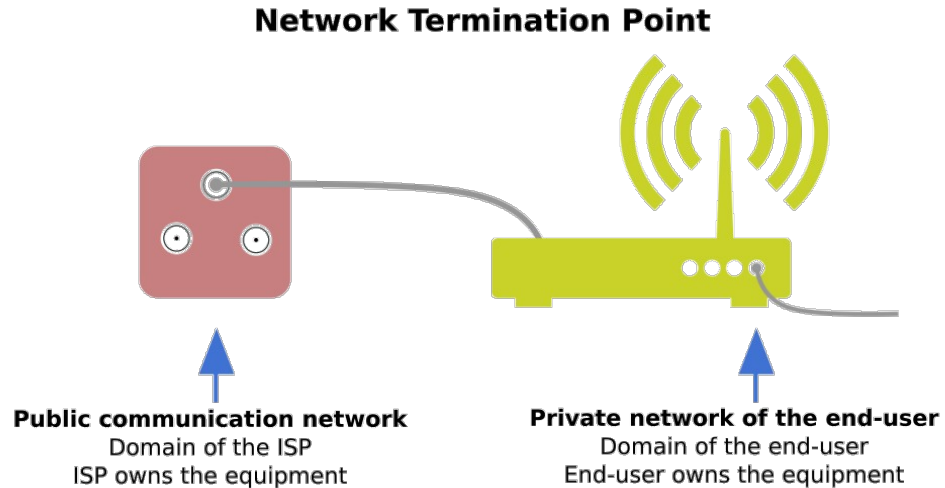 Network Termination Point
Public communication network
Domain of the ISP
ISP owns the equipment
Private network of the end-user
Domain of the end-user
End-user owns the equipment